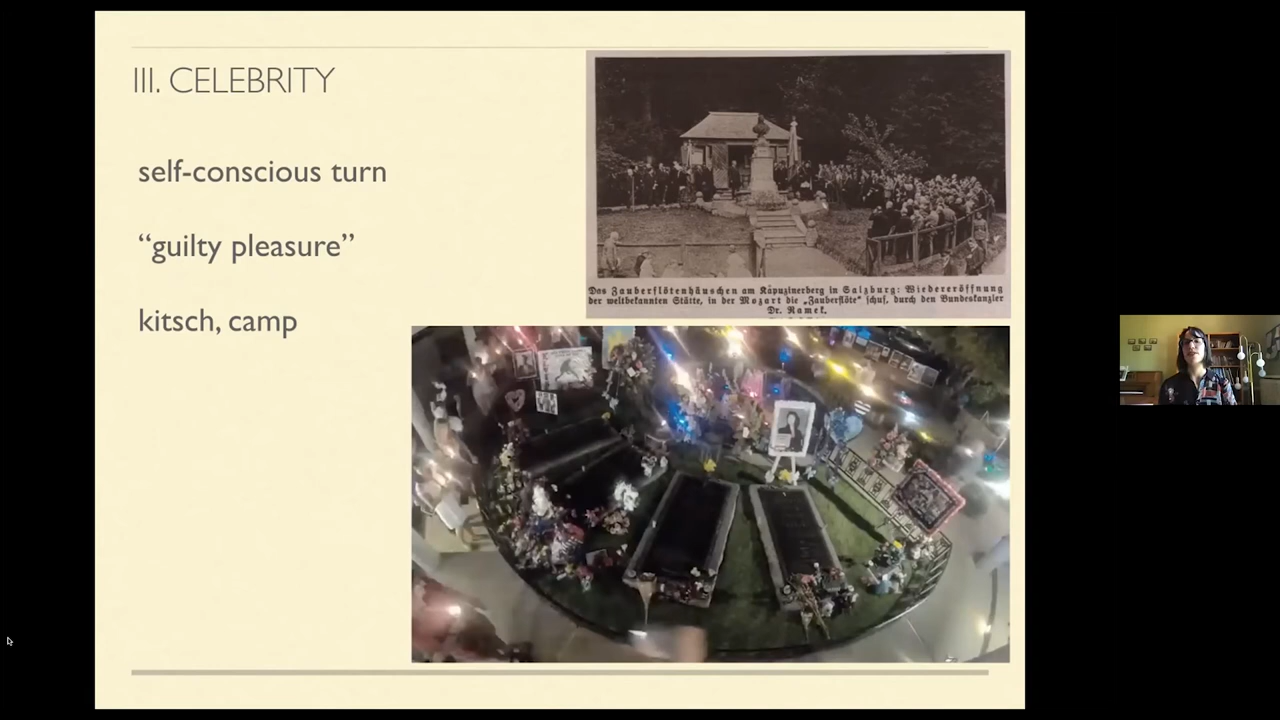 III. CELEBRITY
self-conscious turn
“guilty pleasure”
kitsch, camp
Das Zauberflötenhäuschen am Kapuzinerberg in Salzburg: Wiedereröffnung
der weltbekannten Stätte, in der Mozart die „Zauberflöte“ schuf, durch den Bundeskanzler
Dr. Ramek.